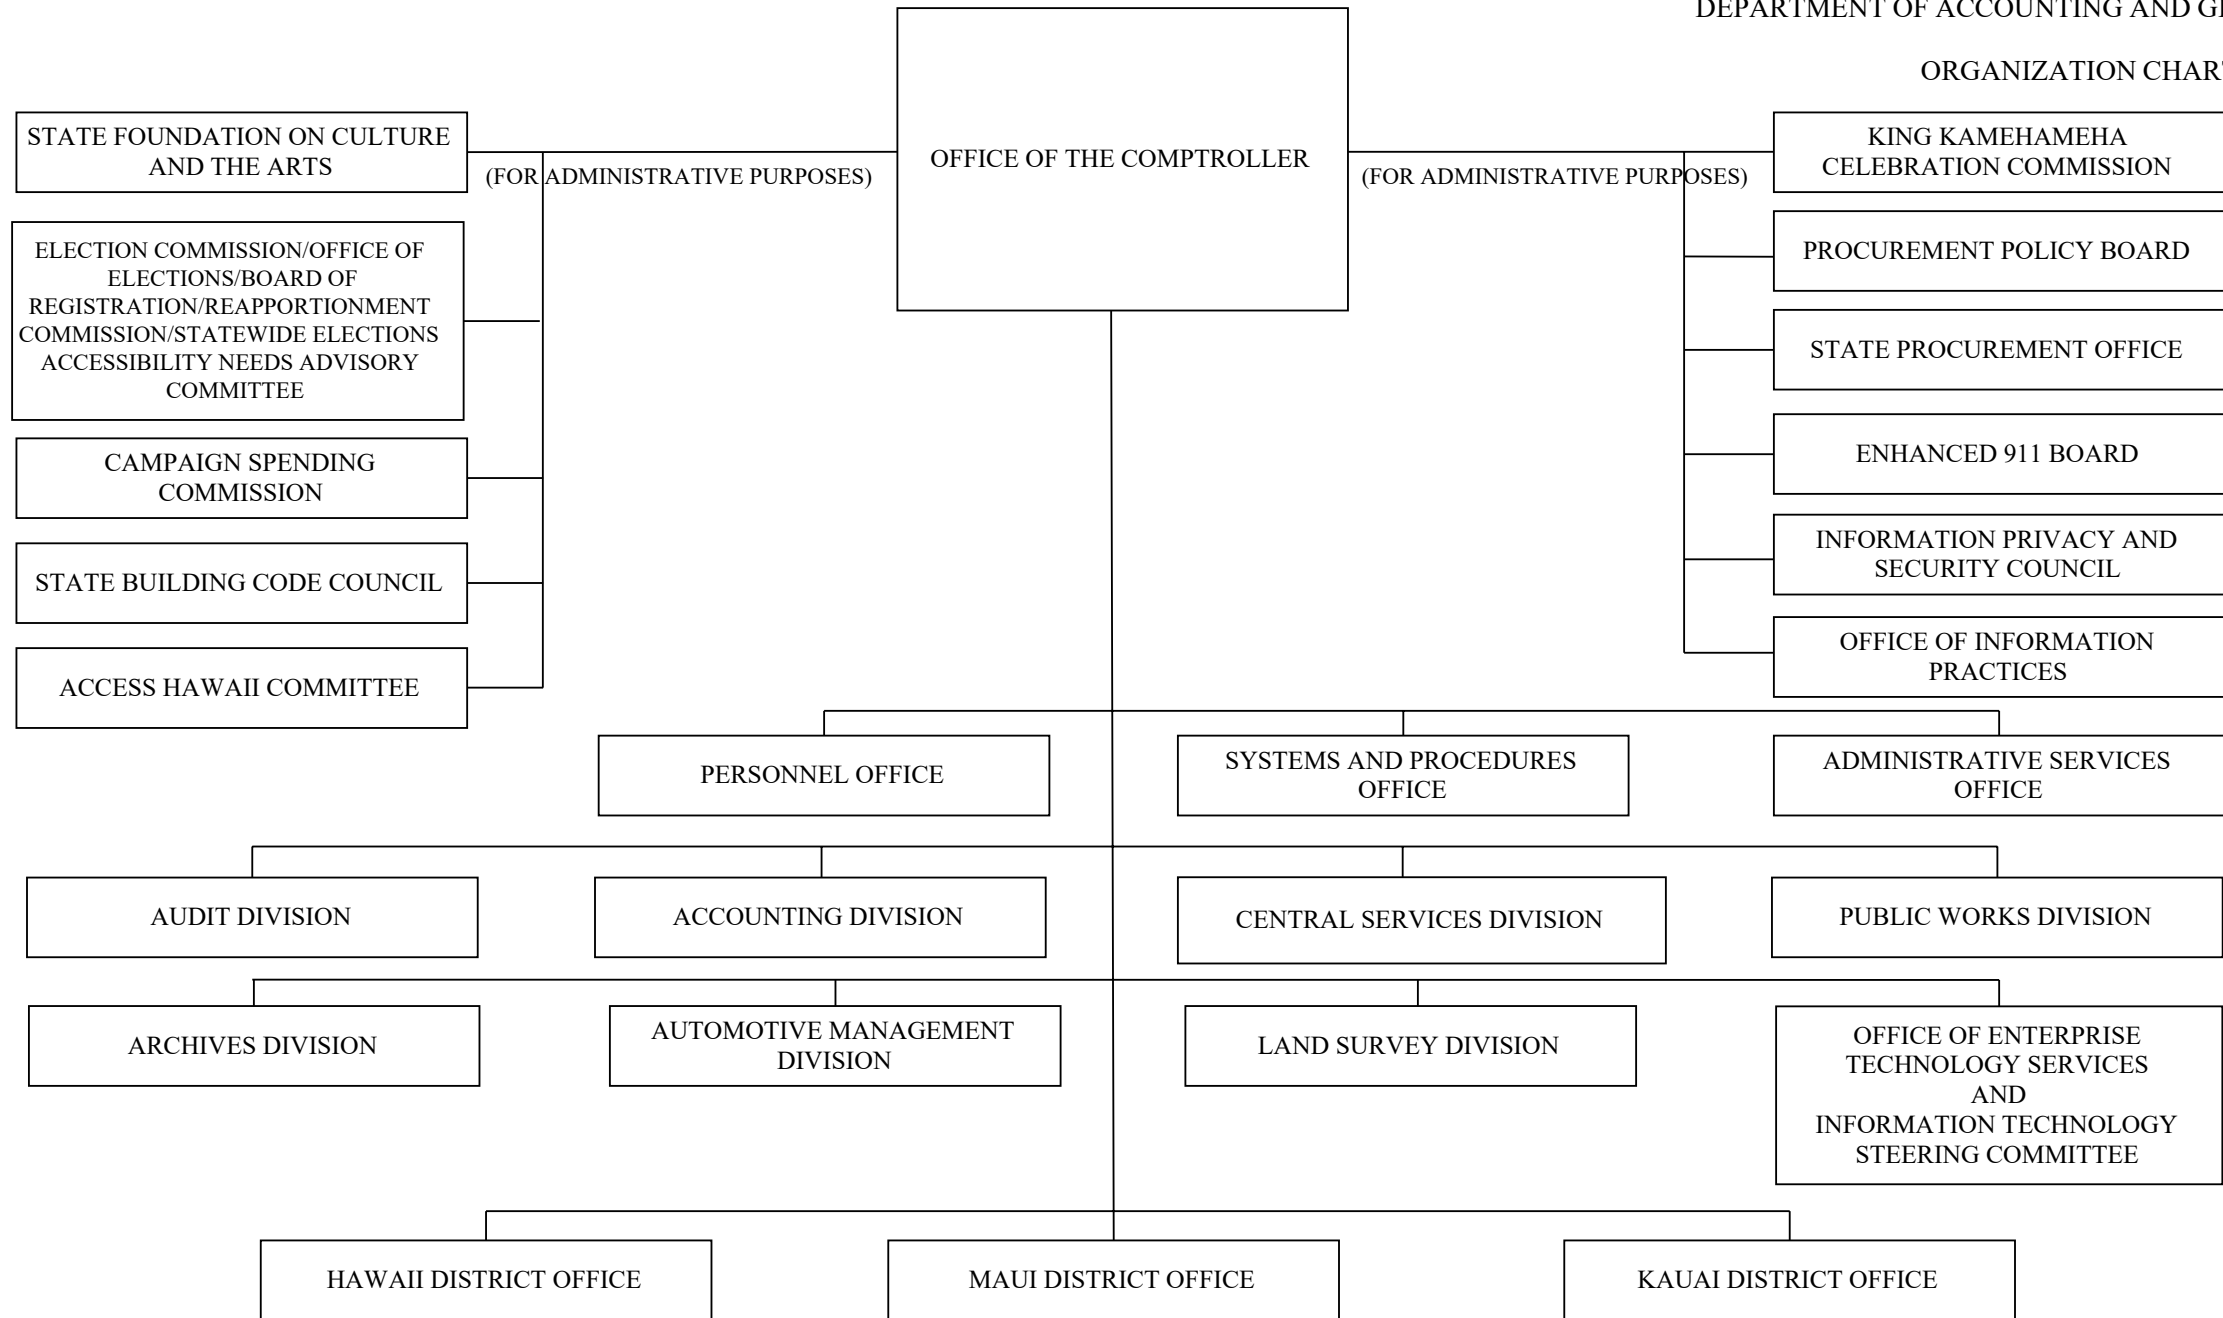 DEPARTMENT OF ACCOUNTING AND
ORGANIZATION CHART
OFFICE OF THE COMPTROLLER
STATE FOUNDATION ON CULTURE
AND THE ARTS
(FOR ADMINISTRATIVE PURPOSES)
ELECTION COMMISSION/OFFICE OF
ELECTIONS/BOARD OF
REGISTRATION/REAPPORTIONMENT
COMMISSION/STATEWIDE ELECTIONS
ACCESSIBILITY NEEDS ADVISORY
COMMITTEE
CAMPAIGN SPENDING
COMMISSION
STATE BUILDING CODE COUNCIL
ACCESS HAWAII COMMITTEE
(FOR ADMINISTRATIVE PURPOSES)
KING KAMEHAMEHA
CELEBRATION COMMISSION
PROCUREMENT POLICY BOARD
STATE PROCUREMENT OFFICE
ENHANCED 911 BOARD
INFORMATION PRIVACY AND
SECURITY COUNCIL
OFFICE OF INFORMATION
PRACTICES
PERSONNEL OFFICE
SYSTEMS AND PROCEDURES
OFFICE
ADMINISTRATIVE SERVICES
OFFICE
AUDIT DIVISION
ACCOUNTING DIVISION
CENTRAL SERVICES DIVISION
PUBLIC WORKS DIVISION
ARCHIVES DIVISION
AUTOMOTIVE MANAGEMENT
DIVISION
LAND SURVEY DIVISION
OFFICE OF ENTERPRISE
TECHNOLOGY SERVICES
AND
INFORMATION TECHNOLOGY
STEERING COMMITTEE
HAWAII DISTRICT OFFICE
MAUI DISTRICT OFFICE
KAUAI DISTRICT OFFICE